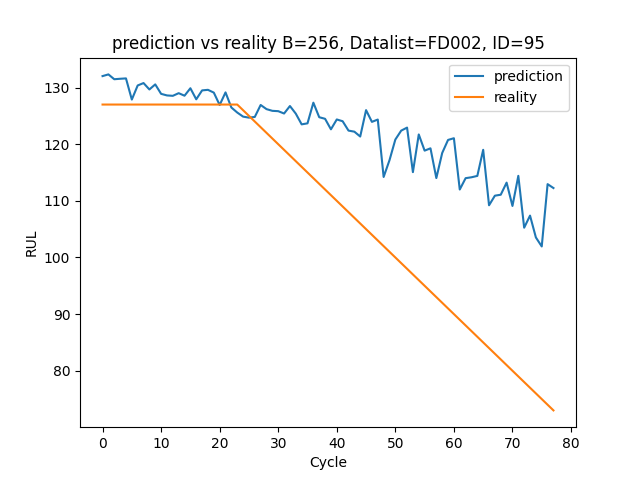 prediction vs reality B=256, Datalist=FD002, ID=95
prediction
reality
RUL
130
120
110
100
90
80
0 10 20 30 40 50 60 70 80
Cycle